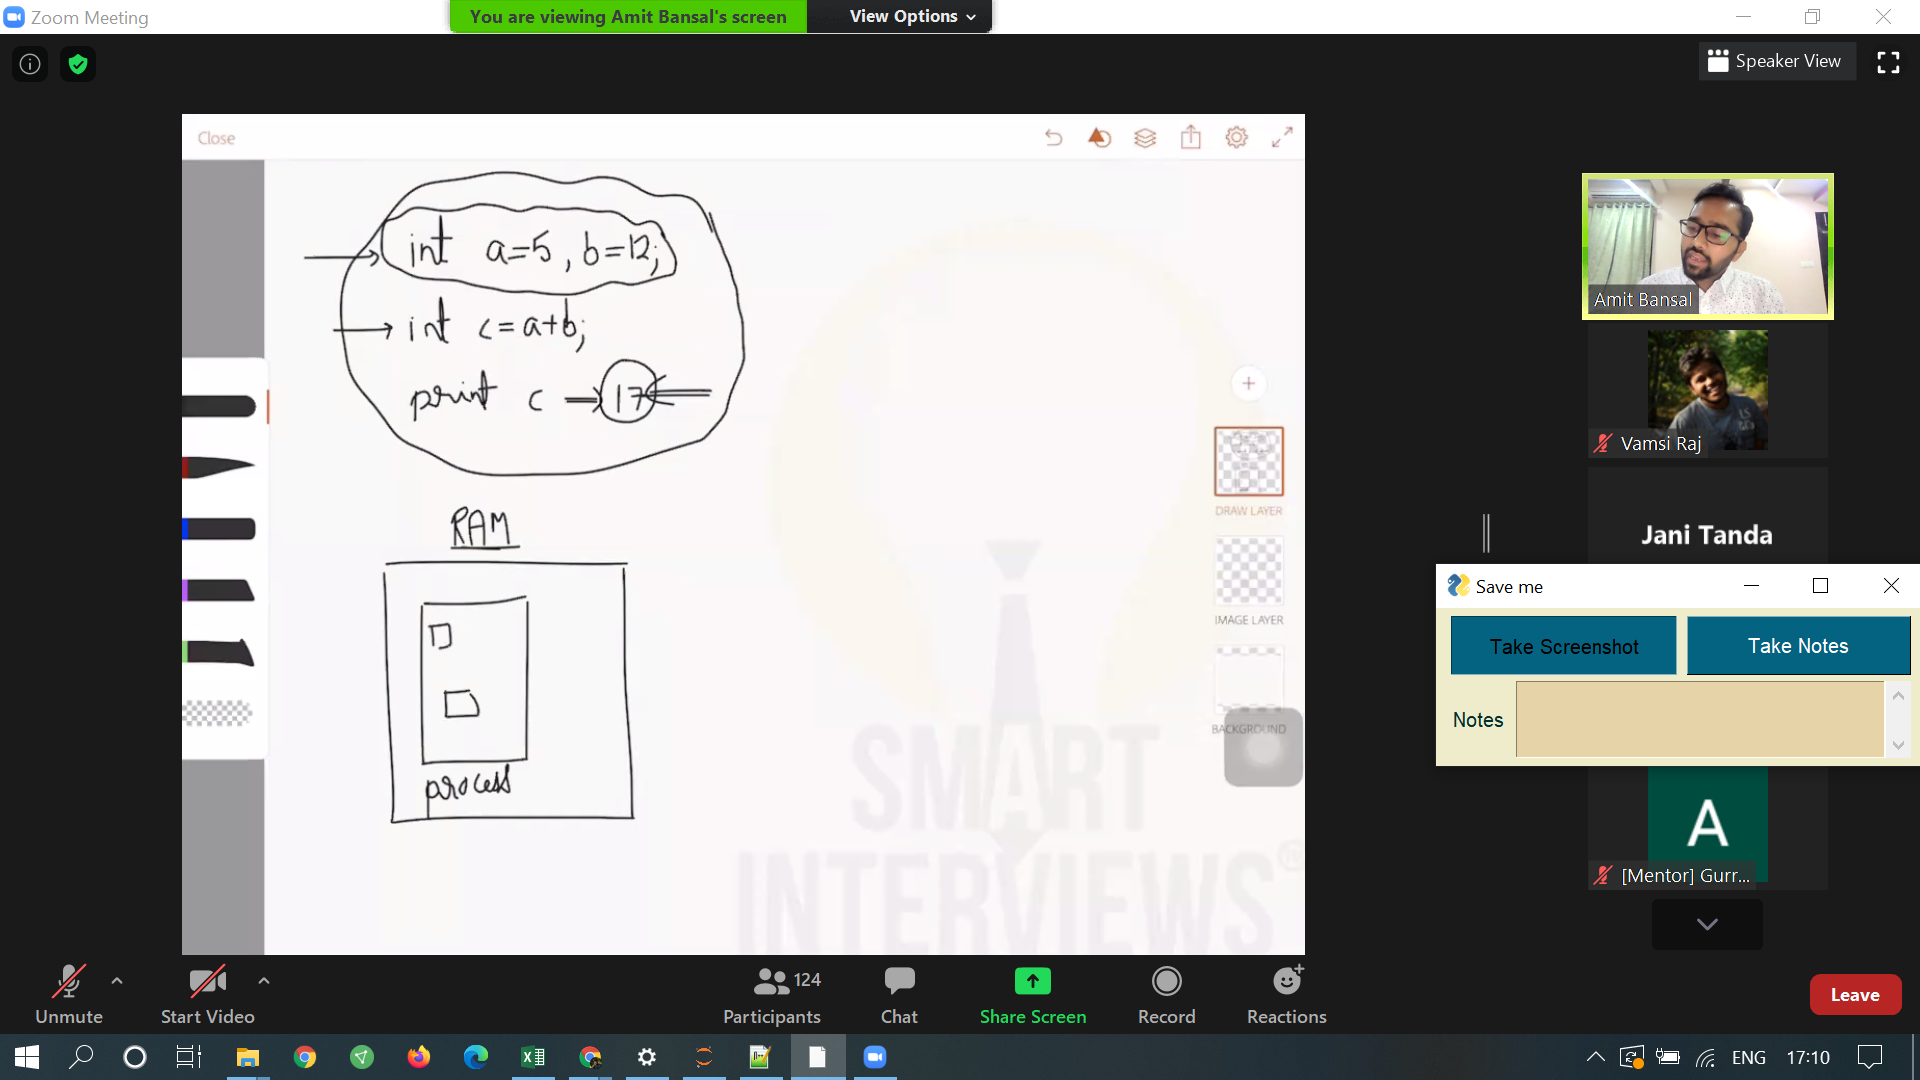 Zoom Meeting
You are viewing Amit Bansal's screen
View Options
Speaker View
Close
int a=5, b=12;
int c=a+b;
print c ⇒ 17
RAM
process
DRAW LAYER
IMAGE LAYER
BACKGROUND
SMART
INTERVIEWS
Amit Bansal
Vamsi Raj
Jani Tanda
Save me
Take Screenshot
Take Notes
Notes
A
[Mentor] Gurr...
Unmute
Start Video
124
Participants
Chat
Share Screen
Record
Reactions
Leave
ENG
17:10